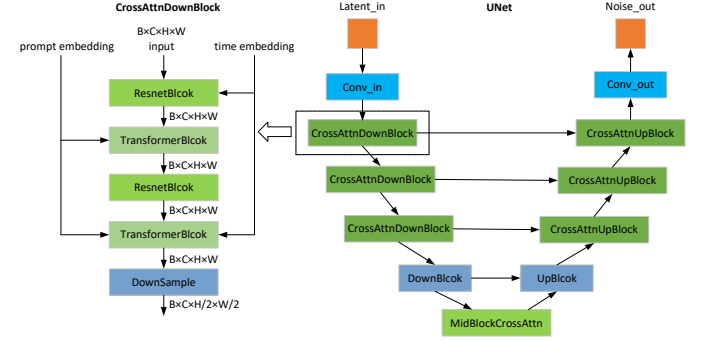 CrossAttnDownBlock
B×C×H×W
prompt embedding input time embedding
ResnetBlcok
B×C×H×W
TransformerBlcok
B×C×H×W
ResnetBlcok
B×C×H×W
TransformerBlcok
B×C×H×W
DownSample
B×C×H/2×W/2
Latent_in UNet Noise_out
Conv_in Conv_out
CrossAttnDownBlock CrossAttnUpBlock
CrossAttnDownBlock CrossAttnUpBlock
CrossAttnDownBlock CrossAttnUpBlock
DownBlcok UpBlcok
MidBlockCrossAttn